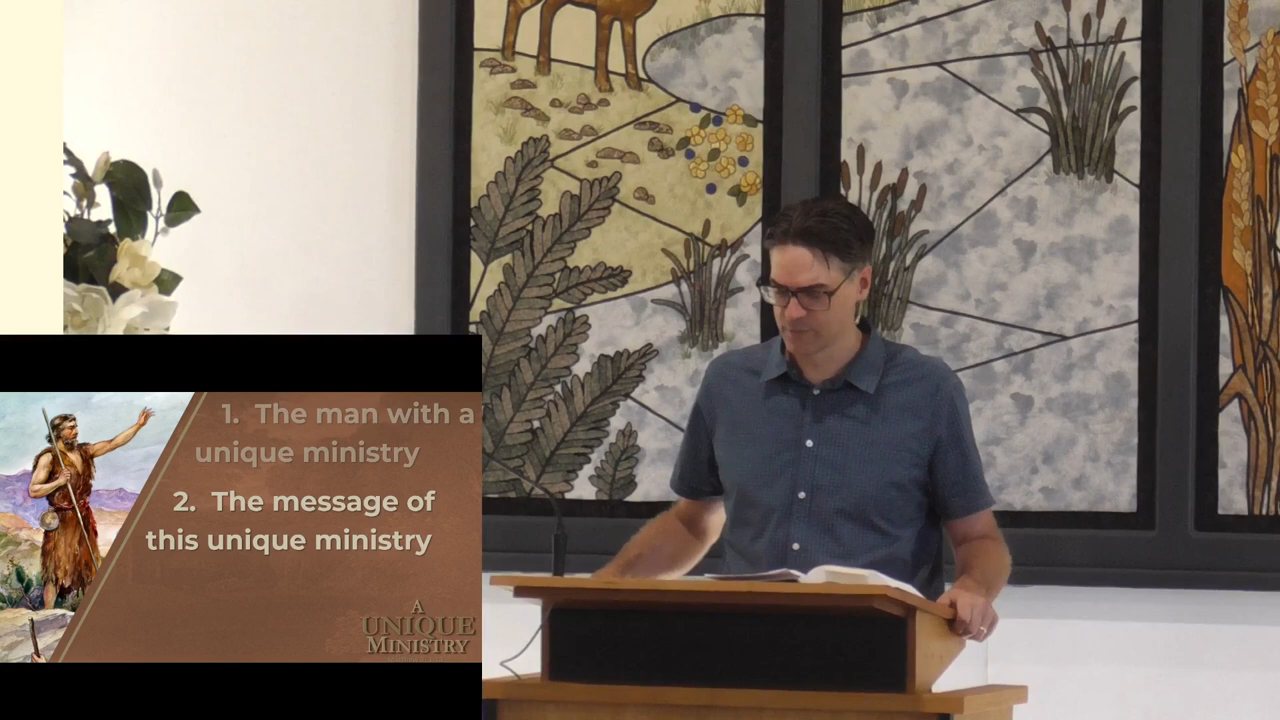 1. The man with a
unique ministry
2. The message of
this unique ministry
A
UNIQUE
MINISTRY